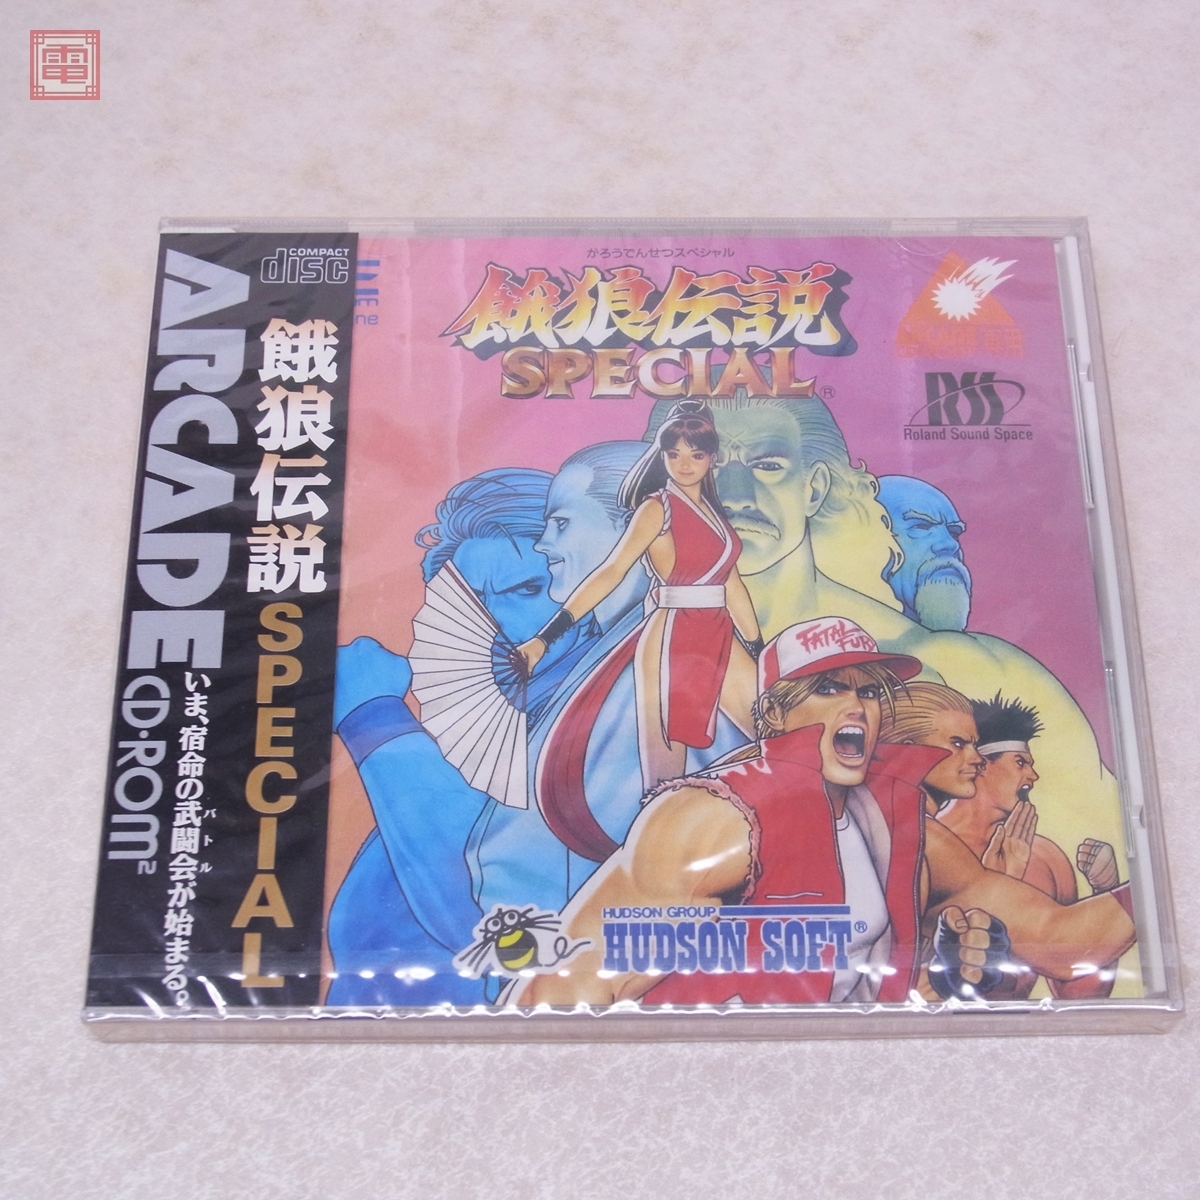 電
COMPACT
disc
ARCADE
CD-ROM²
餓狼伝説
SPECIAL
いま、宿命の武闘会が始まる。
バトル
ne
がろうでんせつスペシャル
餓狼伝説
SPECIAL®
RSS
Roland Sound Space
FATAL
FURY
HUDSON GROUP
HUDSON SOFT®